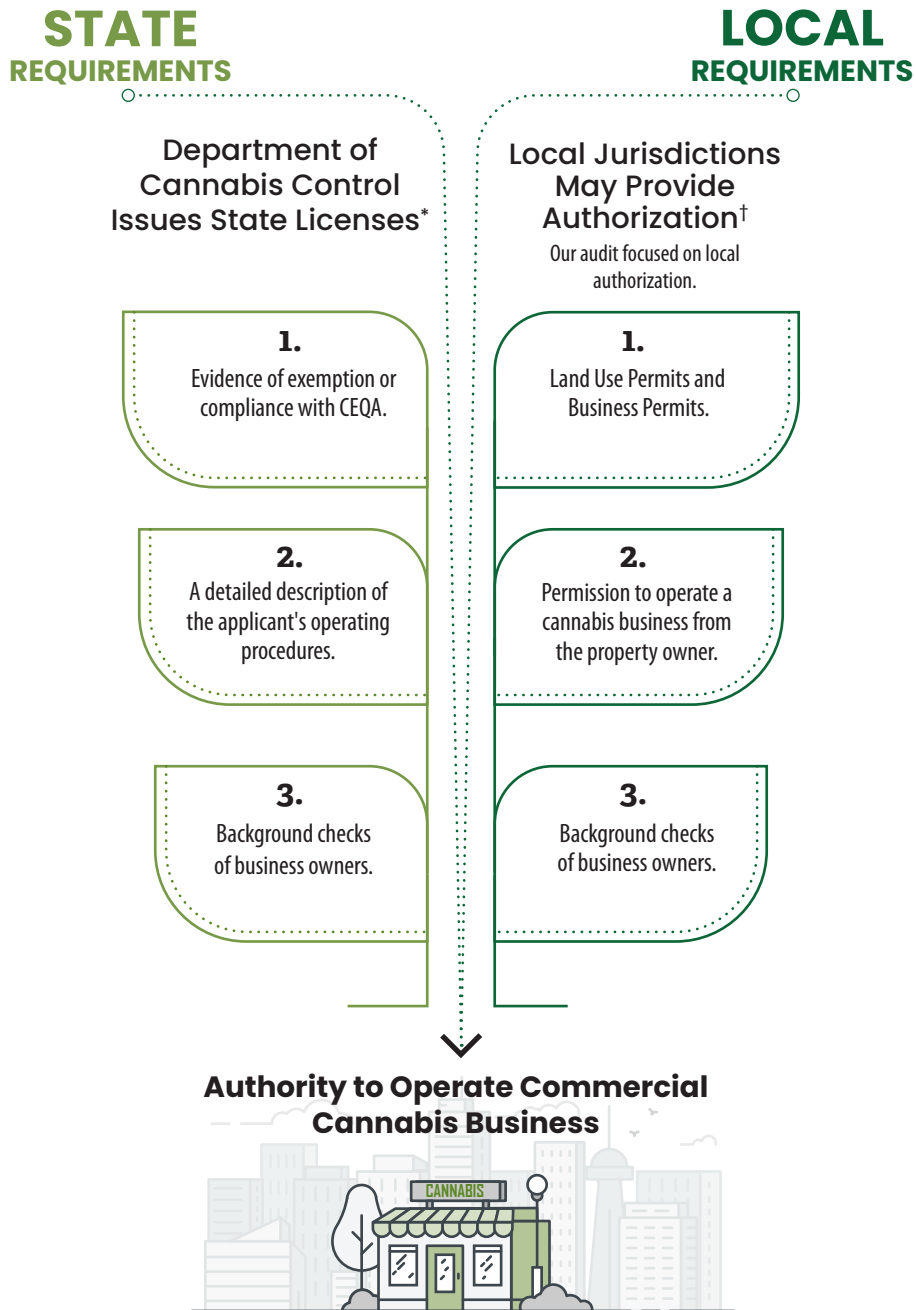 STATE
REQUIREMENTS
Department of
Cannabis Control
Issues State Licenses*
1.
Evidence of exemption or
compliance with CEQA.
2.
A detailed description of
the applicant's operating
procedures.
3.
Background checks
of business owners.
LOCAL
REQUIREMENTS
Local Jurisdictions
May Provide
Authorization†
Our audit focused on local
authorization.
1.
Land Use Permits and
Business Permits.
2.
Permission to operate a
cannabis business from
the property owner.
3.
Background checks
of business owners.
Authority to Operate Commercial
Cannabis Business
CANNABIS